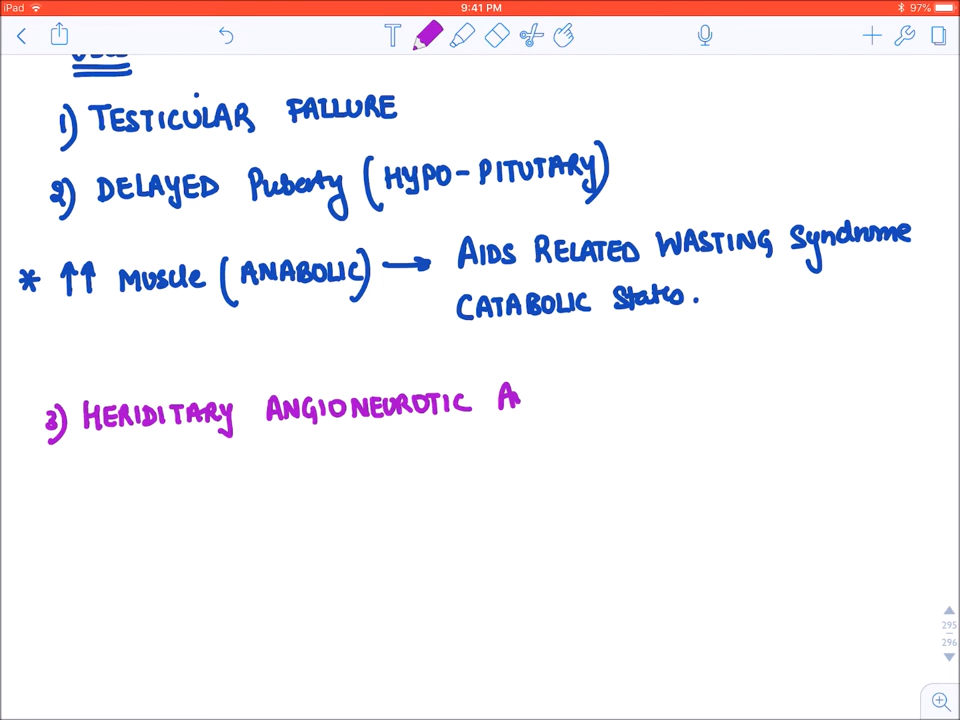 iPad 9:41 PM 97%
T
1) TESTICULAR FAILURE
2) DELAYED Puberty (HYPO-PITUTARY)
* ↑↑ Muscle (ANABOLIC) → AIDS RELATED WASTING Syndrome
CATABOLIC States.
3) HERIDITARY ANGIONEUROTIC A
295
296